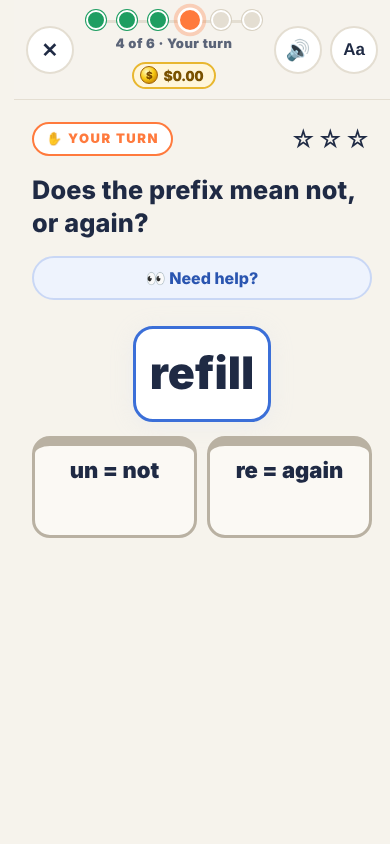 4 of 6 · Your turn
$ $0.00
Aa
YOUR TURN
Does the prefix mean not,
or again?
Need help?
refill
un = not
re = again